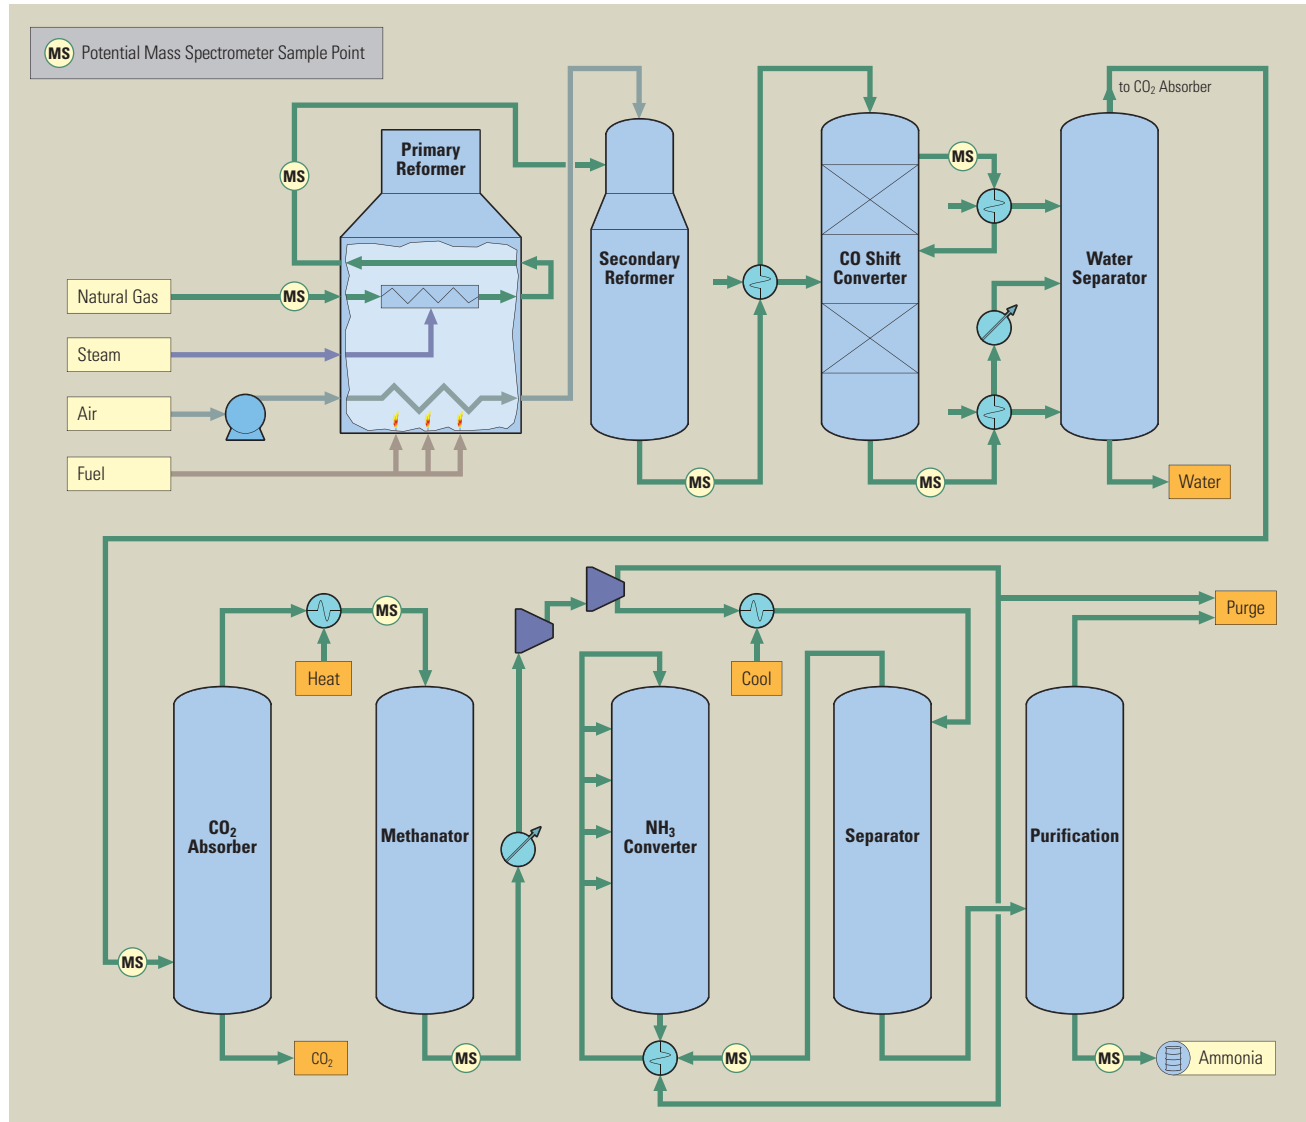 MS Potential Mass Spectrometer Sample Point
to CO₂ Absorber
Primary
Reformer
MS
MS
Secondary
Reformer
CO Shift
Converter
Water
Separator
Natural Gas
MS
Steam
Air
Fuel
MS
MS
Water
MS
Heat
Cool
Purge
CO₂
Absorber
Methanator
NH₃
Converter
Separator
Purification
MS
CO₂
MS
MS
MS
Ammonia